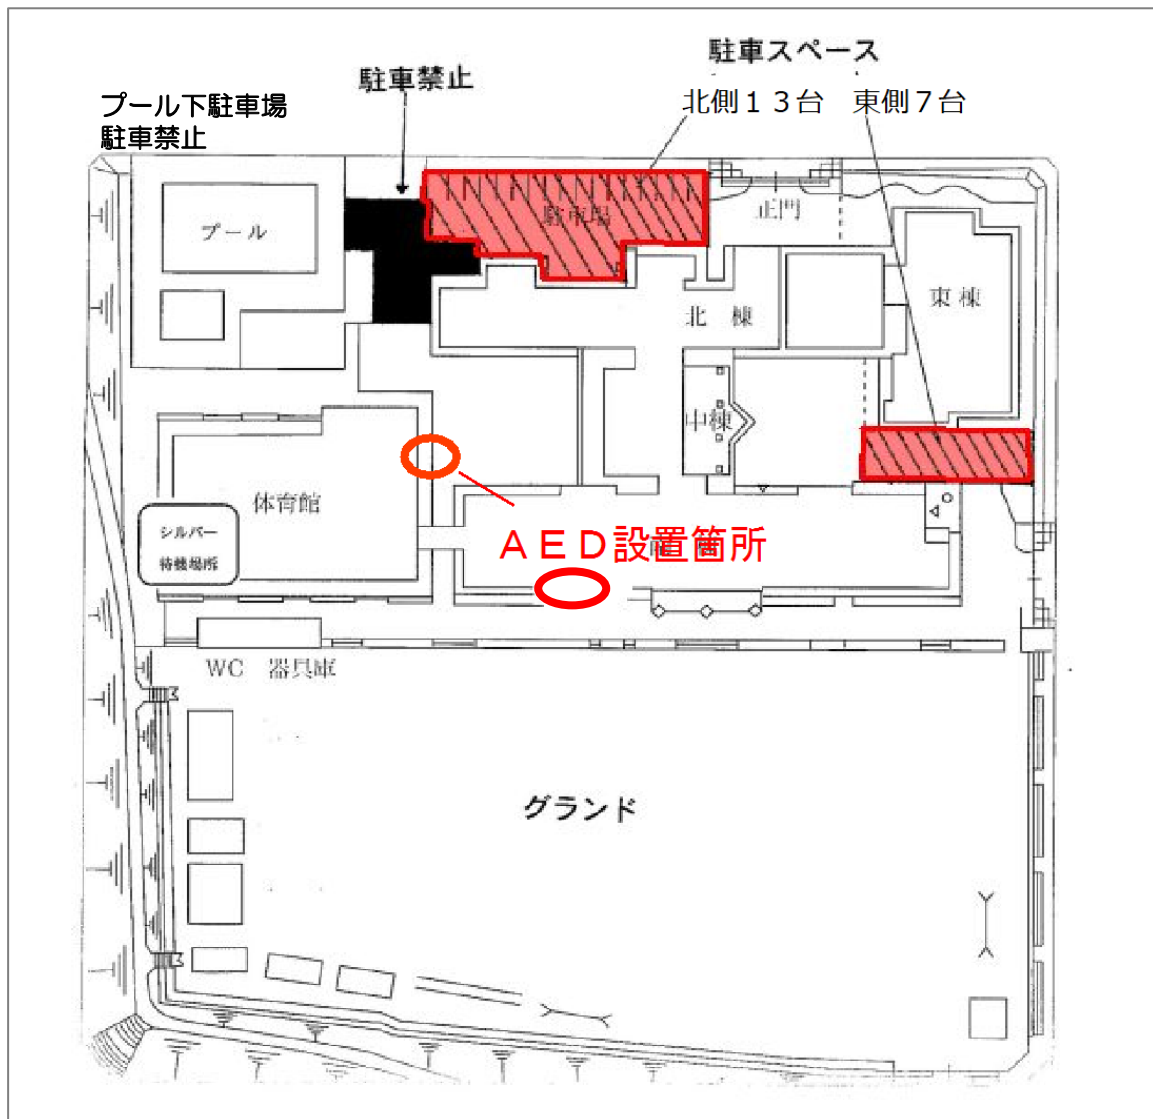 駐車スペース
駐車禁止
北側13台 東側7台
プール下駐車場
駐車禁止
駐車場
正門
プール
東棟
北 棟
中棟
体育館
シルバー
待機場所
AED設置箇所
WC 器具庫
グランド